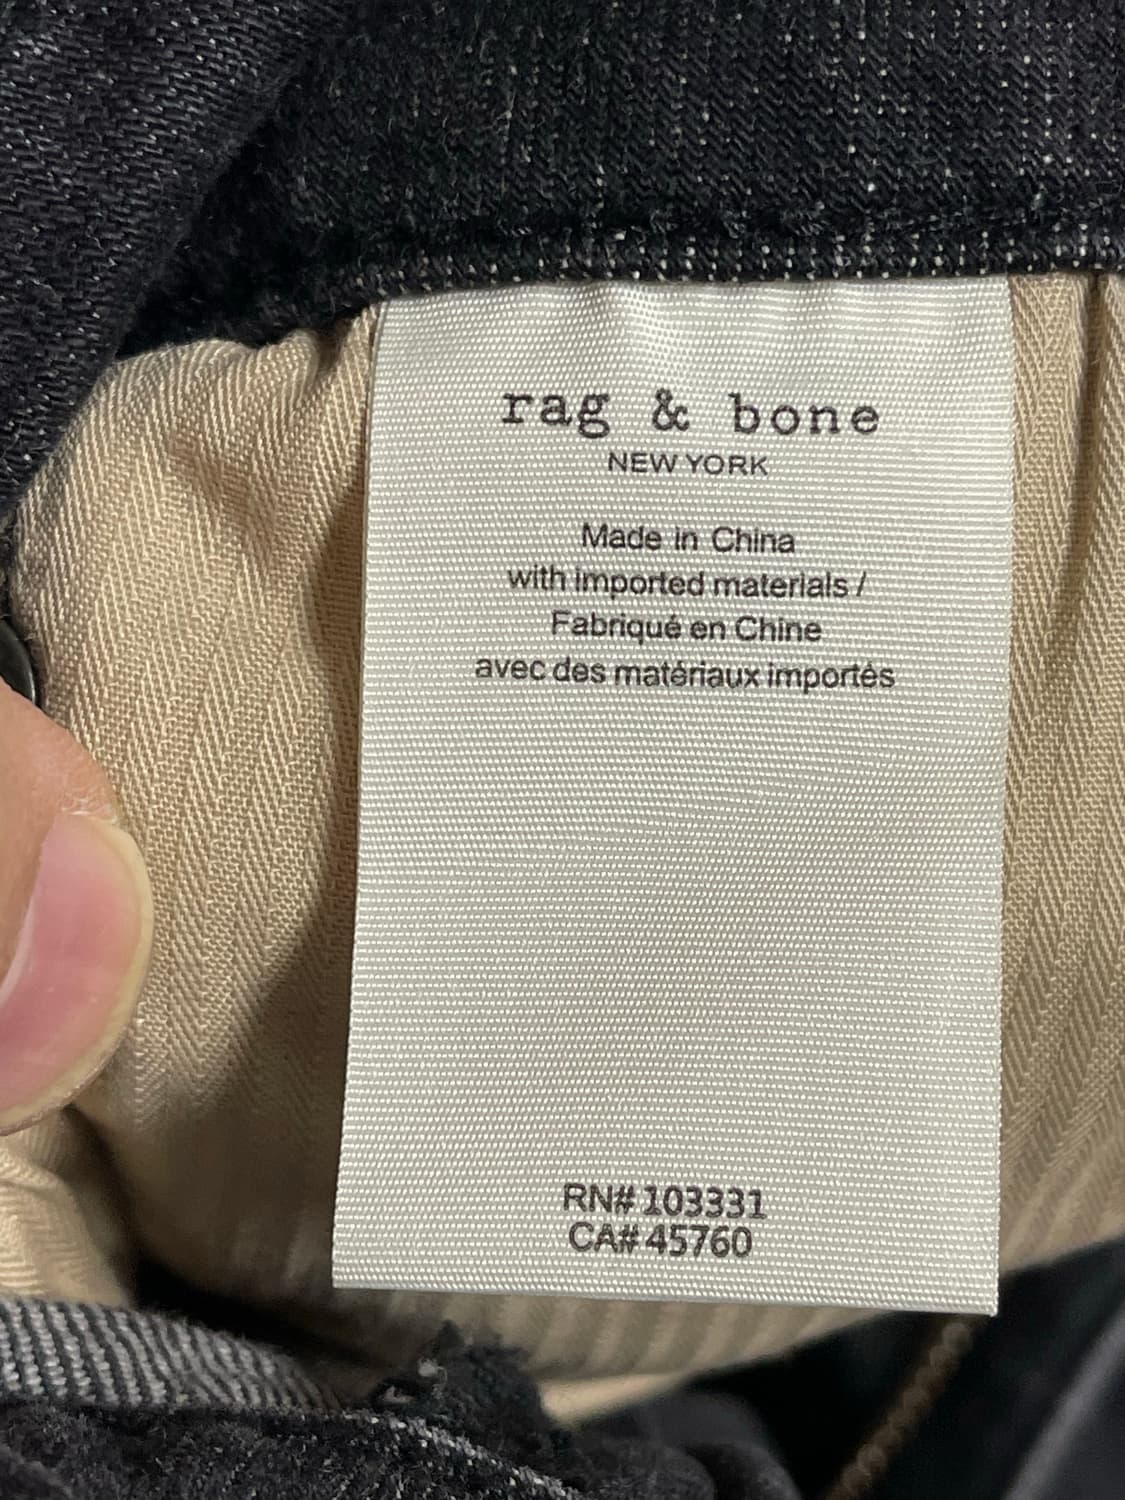 rag & bone
NEW YORK
Made in China
with imported materials /
Fabriqué en Chine
avec des matériaux importés
RN# 103331
CA# 45760